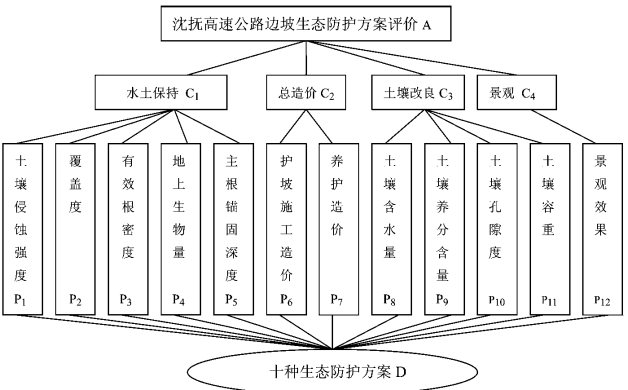 沈抚高速公路边坡生态防护方案评价 A
水土保持 C₁
总造价 C₂
土壤改良 C₃
景观 C₄
土壤侵蚀强度 P₁
覆盖度 P₂
有效根密度 P₃
地上生物量 P₄
主根锚固深度 P₅
护坡施工造价 P₆
养护造价 P₇
土壤含水量 P₈
土壤养分含量 P₉
土壤孔隙度 P₁₀
土壤容重 P₁₁
景观效果 P₁₂
十种生态防护方案 D